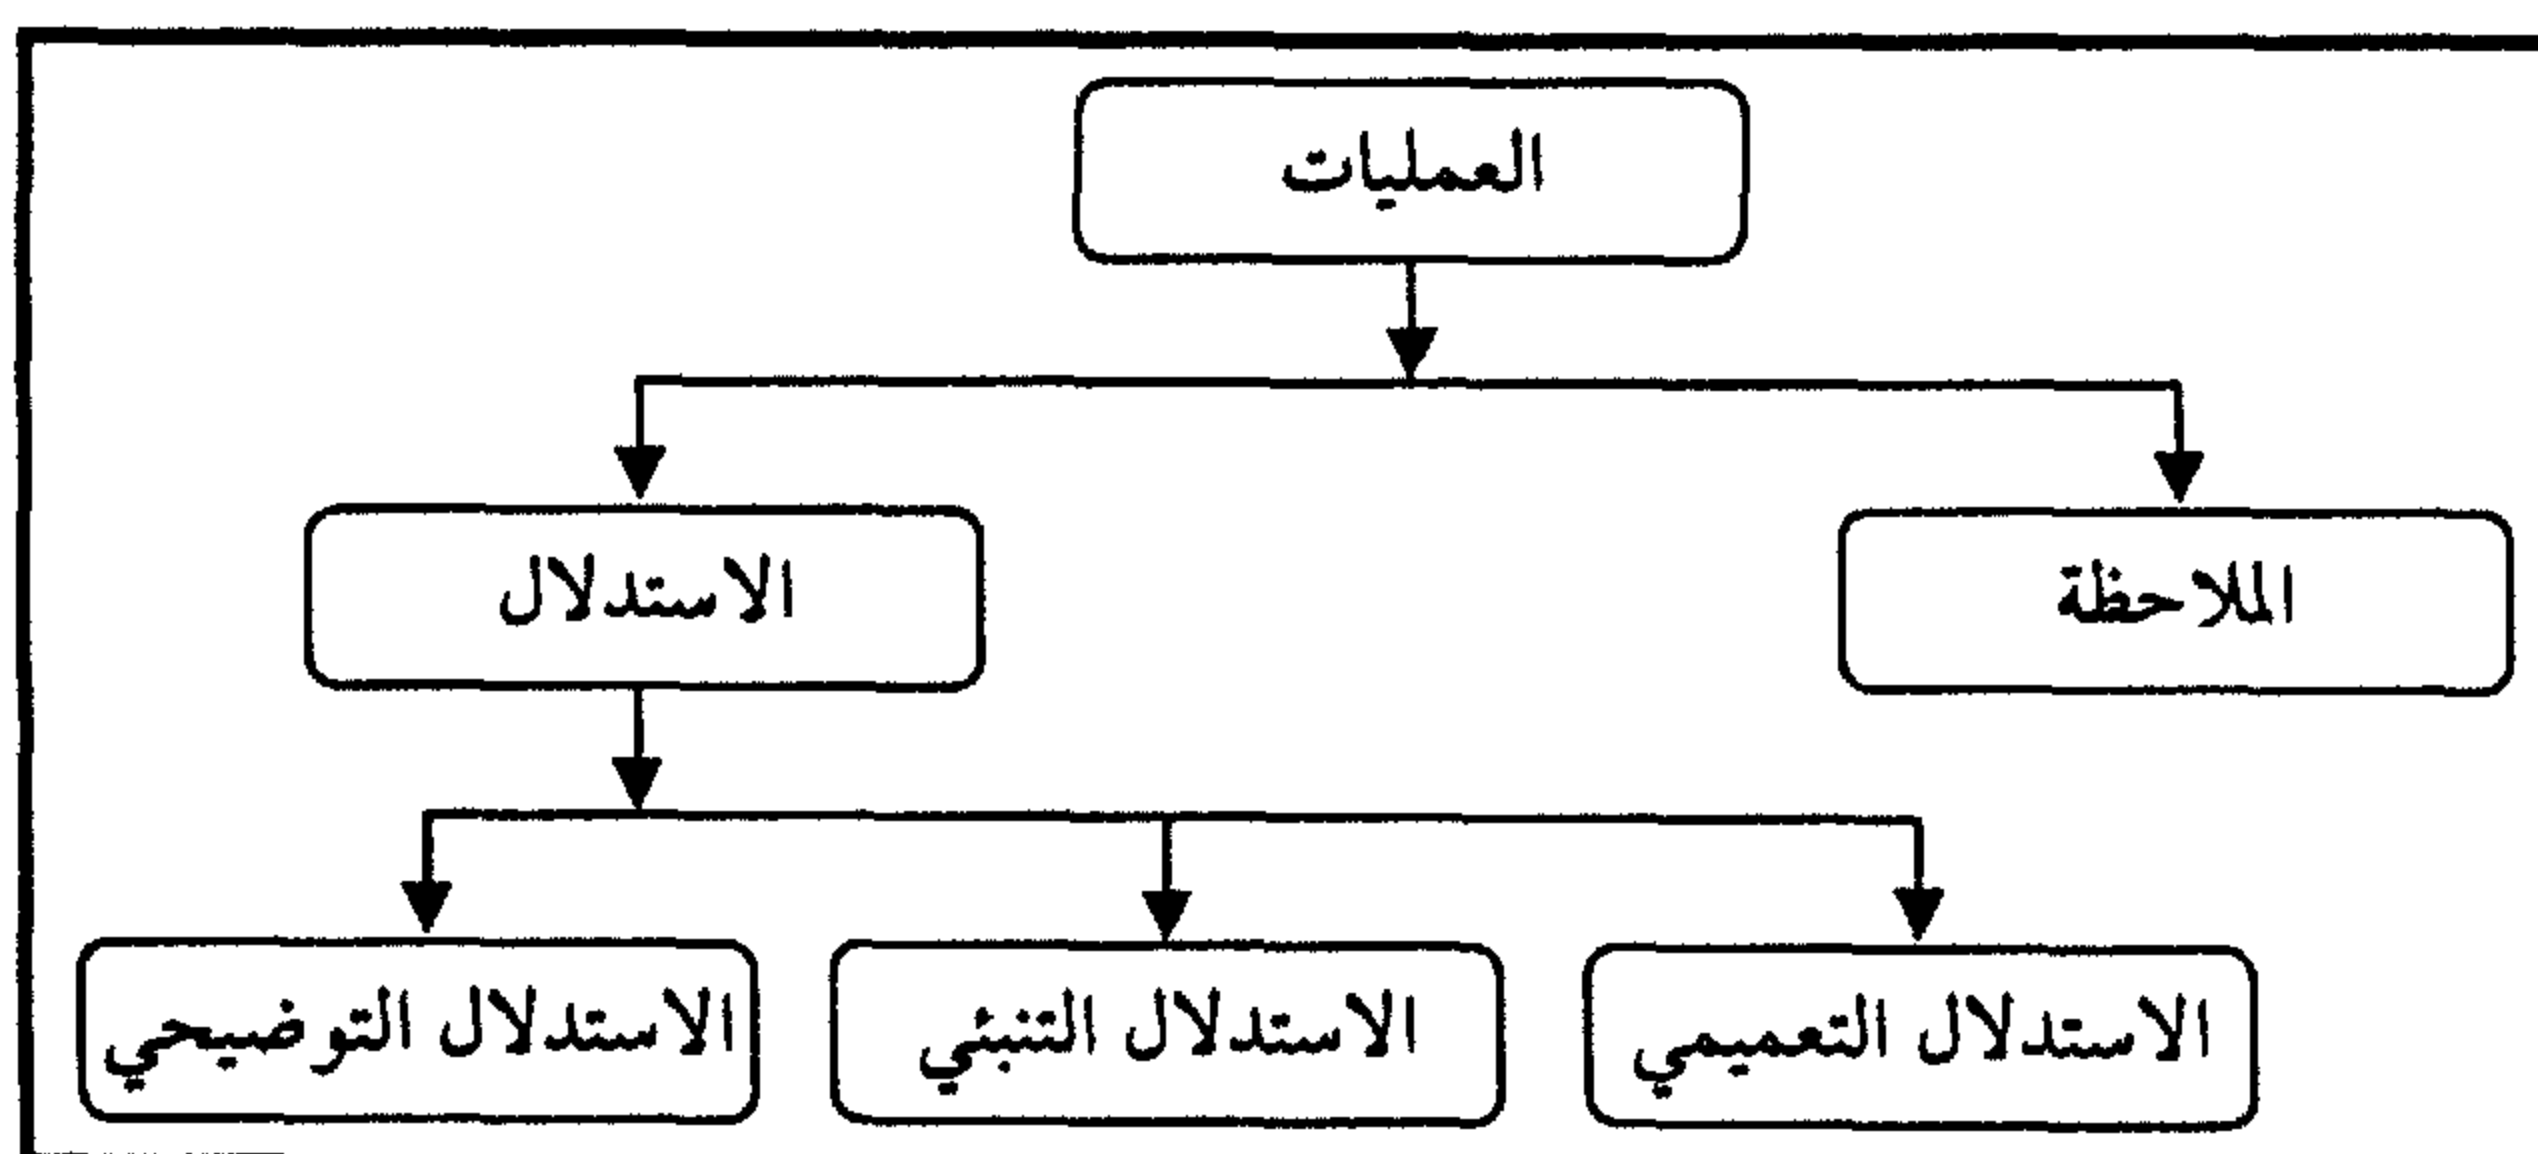 العمليات
الملاحظة
الاستدلال
الاستدلال التعميمي
الاستدلال التنبئي
الاستدلال التوضيحي